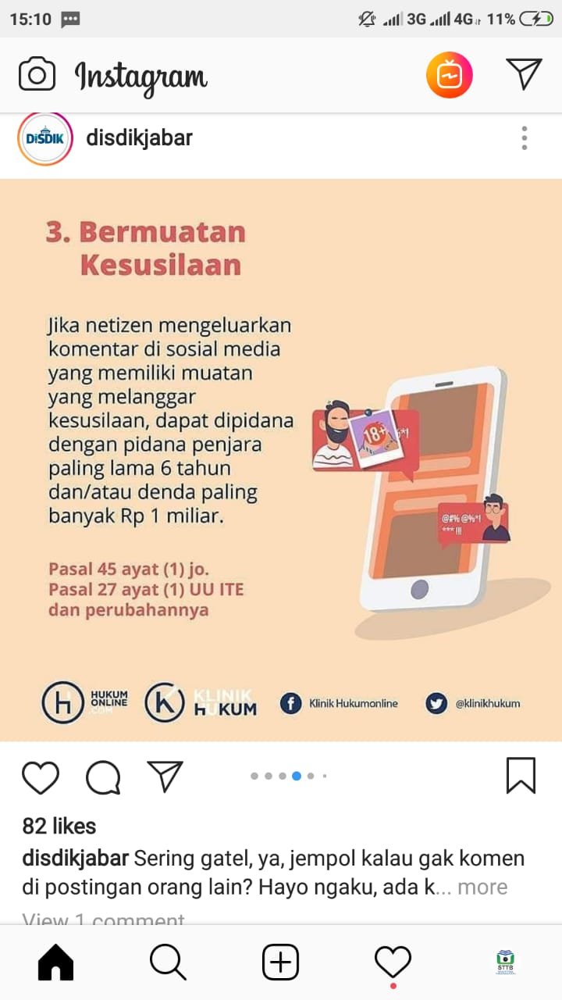 15:10
3G 4G 11%
Instagram
DiSDIK
disdikjabar
3. Bermuatan
Kesusilaan
Jika netizen mengeluarkan
komentar di sosial media
yang memiliki muatan
yang melanggar
kesusilaan, dapat dipidana
dengan pidana penjara
paling lama 6 tahun
dan/atau denda paling
banyak Rp 1 miliar.
18+
@#% @%*!
*** !!!
Pasal 45 ayat (1) jo.
Pasal 27 ayat (1) UU ITE
dan perubahannya
H
HUKUM
ONLINE
.COM
K
KLINIK
HUKUM
f
Klinik Hukumonline
@klinikhukum
82 likes
disdikjabar Sering gatel, ya, jempol kalau gak komen
di postingan orang lain? Hayo ngaku, ada k... more
View 1 comment
STTB